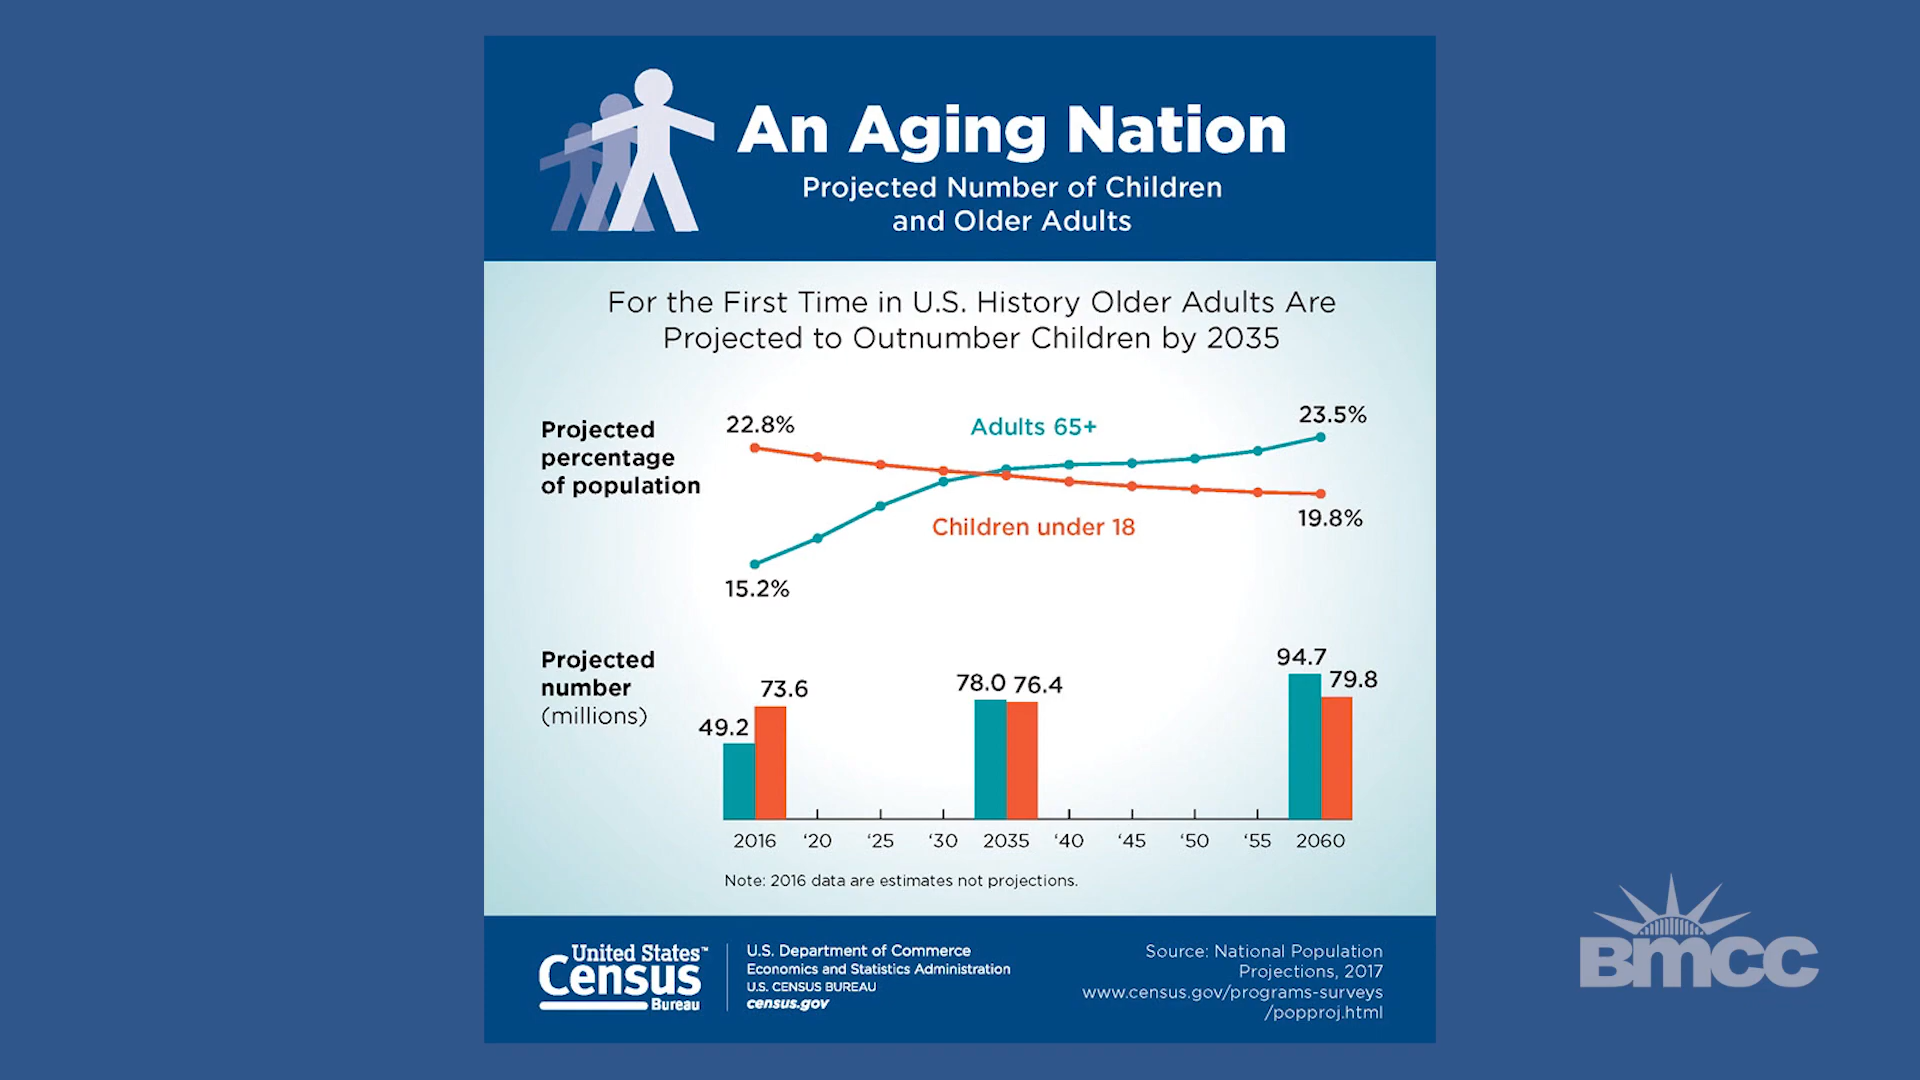 An Aging Nation
Projected Number of Children
and Older Adults
For the First Time in U.S. History Older Adults Are
Projected to Outnumber Children by 2035
Projected
percentage
of population
22.8%
Adults 65+
23.5%
Children under 18
19.8%
15.2%
Projected
number
(millions)
49.2
73.6
78.0 76.4
94.7
79.8
2016 ‘20 ‘25 ‘30 2035 ‘40 ‘45 ‘50 ‘55 2060
Note: 2016 data are estimates not projections.
United States™
Census
Bureau
U.S. Department of Commerce
Economics and Statistics Administration
U.S. CENSUS BUREAU
census.gov
Source: National Population
Projections, 2017
www.census.gov/programs-surveys
/popproj.html
BMCC